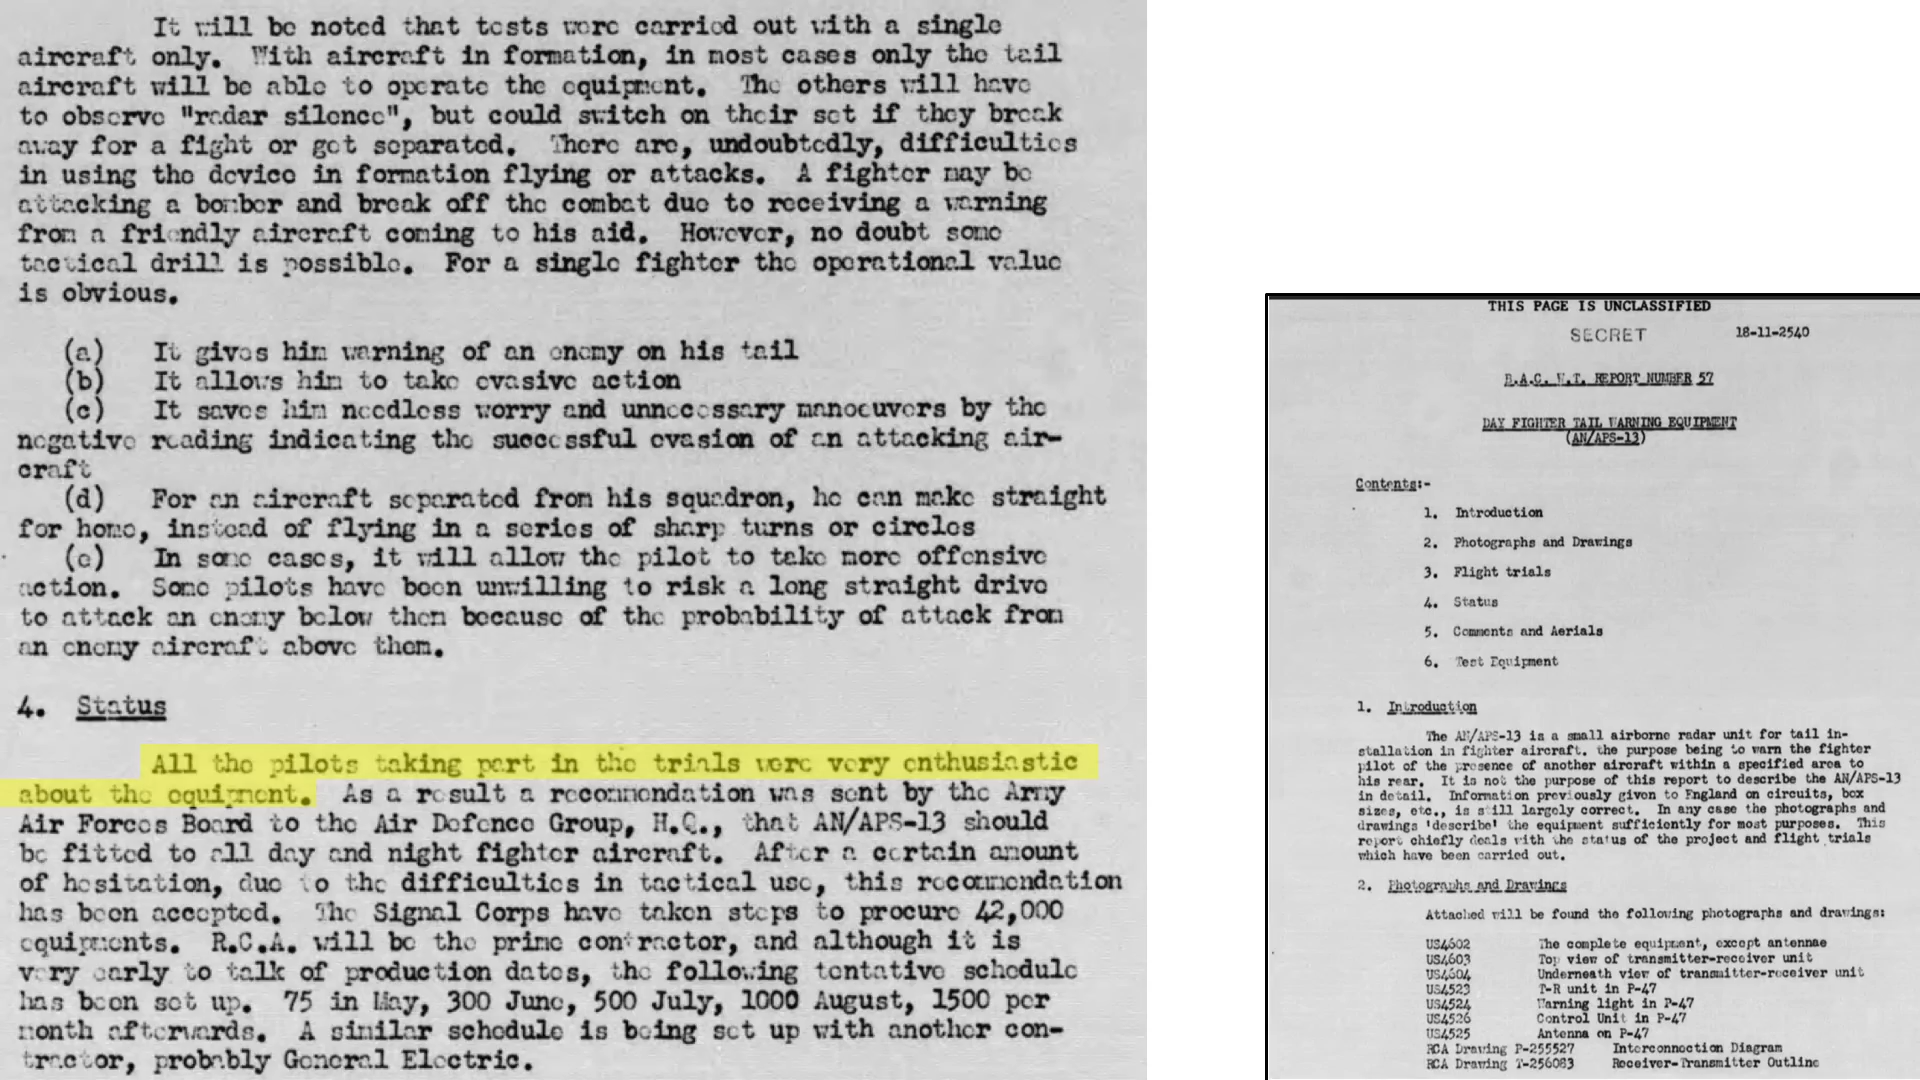 It will be noted that tests were carried out with a single
aircraft only. With aircraft in formation, in most cases only the tail
aircraft will be able to operate the equipment. The others will have
to observe "radar silence", but could switch on their set if they break
away for a fight or get separated. There are, undoubtedly, difficulties
in using the device in formation flying or attacks. A fighter may be
attacking a bomber and break off the combat due to receiving a warning
from a friendly aircraft coming to his aid. However, no doubt some
tactical drill is possible. For a single fighter the operational value
is obvious.
(a) It gives him warning of an enemy on his tail
(b) It allows him to take evasive action
(c) It saves him needless worry and unnecessary manoeuvers by the
negative reading indicating the successful evasion of an attacking air-
craft
(d) For an aircraft separated from his squadron, he can make straight
for home, instead of flying in a series of sharp turns or circles
(e) In some cases, it will allow the pilot to take more offensive
action. Some pilots have been unwilling to risk a long straight drive
to attack an enemy below them because of the probability of attack from
an enemy aircraft above them.
4. Status
All the pilots taking part in the trials were very enthusiastic
about the equipment. As a result a recommendation was sent by the Army
Air Forces Board to the Air Defence Group, H.Q., that AN/APS-13 should
be fitted to all day and night fighter aircraft. After a certain amount
of hesitation, due to the difficulties in tactical use, this recommendation
has been accepted. The Signal Corps have taken steps to procure 42,000
equipments. R.C.A. will be the prime contractor, and although it is
very early to talk of production dates, the following tentative schedule
has been set up. 75 in May, 300 June, 500 July, 1000 August, 1500 per
month afterwards. A similar schedule is being set up with another con-
tractor, probably General Electric.
THIS PAGE IS UNCLASSIFIED
SECRET 18-11-2540
REPORT NUMBER 57
DAY FIGHTER TAIL WARNING EQUIPMENT
(AN/APS-13)
Contents:-
1. Introduction
2. Photographs and Drawings
3. Flight trials
4. Status
5. Comments and Aerials
6. Test Equipment
1. Introduction
The AN/APS-13 is a small airborne radar unit for tail in-
stallation in fighter aircraft. the purpose being to warn the fighter
pilot of the presence of another aircraft within a specified area to
his rear. It is not the purpose of this report to describe the AN/APS-13
in detail. Information previously given to England on circuits, box
sizes, etc., is still largely correct. In any case the photographs and
drawings 'describe' the equipment sufficiently for most purposes. This
report chiefly deals with the status of the project and flight trials
which have been carried out.
2. Photographs and Drawings
Attached will be found the following photographs and drawings:
US4602 The complete equipment, except antennae
US4603 Top view of transmitter-receiver unit
US4604 Underneath view of transmitter-receiver unit
US4523 T-R unit in P-47
US4524 Warning light in P-47
US4526 Control Unit in P-47
US4525 Antenna on P-47
RCA Drawing P-255527 Interconnection Diagram
RCA Drawing T-256083 Receiver-Transmitter Outline